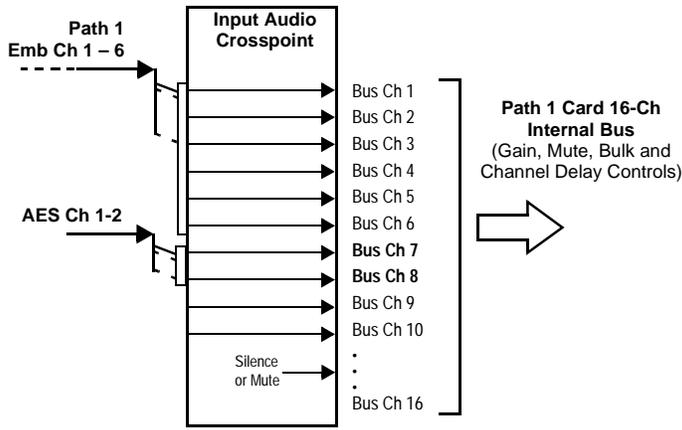 Path 1
Emb Ch 1 – 6
AES Ch 1-2
Input Audio
Crosspoint
Silence
or Mute
Bus Ch 1
Bus Ch 2
Bus Ch 3
Bus Ch 4
Bus Ch 5
Bus Ch 6
Bus Ch 7
Bus Ch 8
Bus Ch 9
Bus Ch 10
Bus Ch 16
Path 1 Card 16-Ch
Internal Bus
(Gain, Mute, Bulk and
Channel Delay Controls)